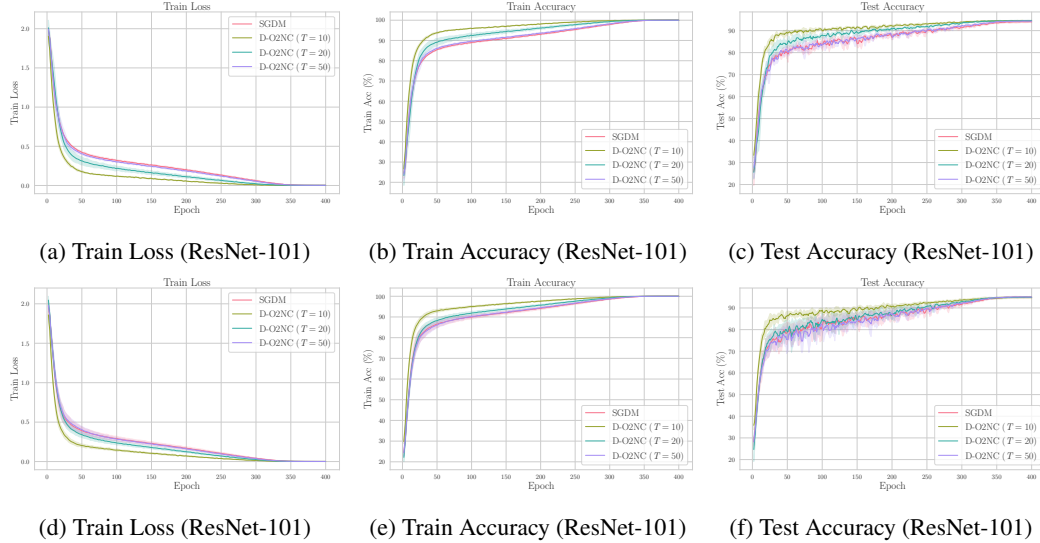 Train Loss
Train Loss
2.0
1.5
1.0
0.5
0.0
0 50 100 150 200 250 300 350 400
Epoch
SGDM
D-O2NC (T = 10)
D-O2NC (T = 20)
D-O2NC (T = 50)
Train Accuracy
Train Acc (%)
100
90
80
70
60
50
40
30
20
0 50 100 150 200 250 300 350 400
Epoch
SGDM
D-O2NC (T = 10)
D-O2NC (T = 20)
D-O2NC (T = 50)
Test Accuracy
Test Acc (%)
90
80
70
60
50
40
30
20
0 50 100 150 200 250 300 350 400
Epoch
SGDM
D-O2NC (T = 10)
D-O2NC (T = 20)
D-O2NC (T = 50)
(a) Train Loss (ResNet-101)
(b) Train Accuracy (ResNet-101)
(c) Test Accuracy (ResNet-101)
Train Loss
Train Loss
2.0
1.5
1.0
0.5
0.0
0 50 100 150 200 250 300 350 400
Epoch
SGDM
D-O2NC (T = 10)
D-O2NC (T = 20)
D-O2NC (T = 50)
Train Accuracy
Train Acc (%)
100
90
80
70
60
50
40
30
20
0 50 100 150 200 250 300 350 400
Epoch
SGDM
D-O2NC (T = 10)
D-O2NC (T = 20)
D-O2NC (T = 50)
Test Accuracy
Test Acc (%)
90
80
70
60
50
40
30
20
0 50 100 150 200 250 300 350 400
Epoch
SGDM
D-O2NC (T = 10)
D-O2NC (T = 20)
D-O2NC (T = 50)
(d) Train Loss (ResNet-101)
(e) Train Accuracy (ResNet-101)
(f) Test Accuracy (ResNet-101)